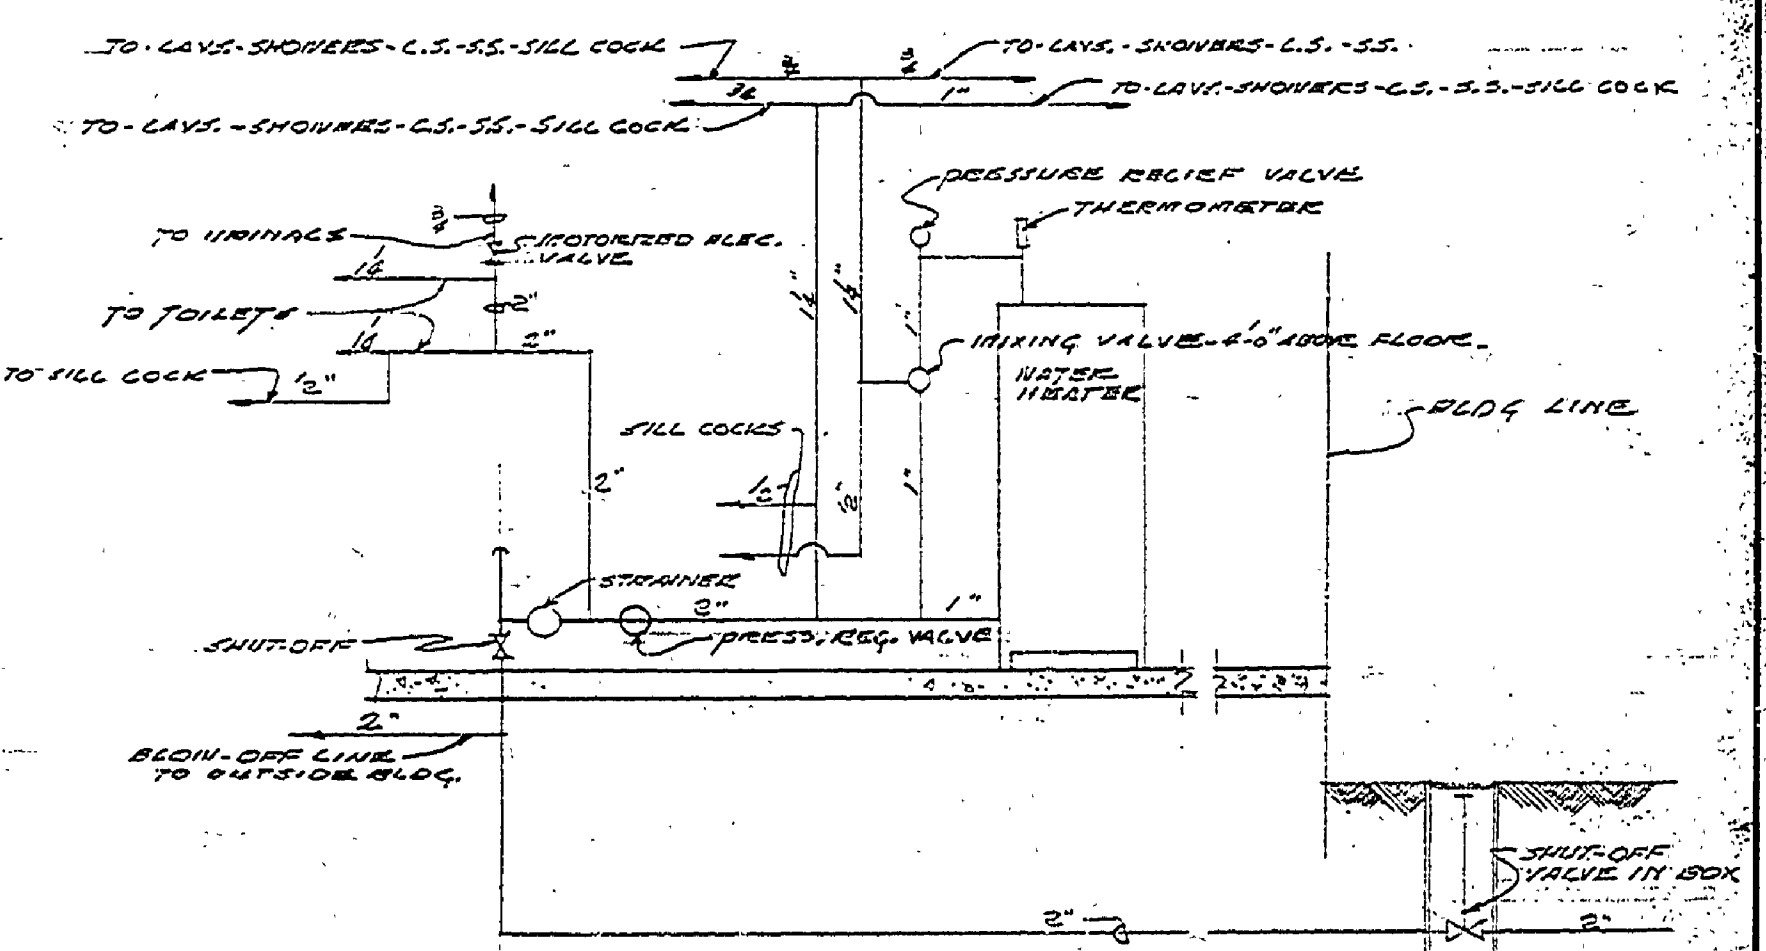 TO-LAVS.-SHOWERS-C.S.-S.S.-SILL COCK
TO-LAVS.-SHOWERS-C.S.-S.S.
3/4
3/4
3/4
1"
TO-LAVS.-SHOWERS-C.S.-S.S.-SILL COCK
TO-LAVS.-SHOWERS-C.S.-S.S.-SILL COCK
PRESSURE RELIEF VALVE
THERMOMETER
3/4
TO URINALS
MOTORIZED ELEC.
VALVE
1 1/4
2"
TO TOILETS
1 1/4
2"
1 1/4"
1 1/4"
1"
MIXING VALVE-4'-0" ABOVE FLOOR
WATER
HEATER
TO SILL COCK
1/2"
BLDG LINE
SILL COCKS
2"
1/2
1/2"
1"
STRAINER
2"
1"
SHUT-OFF
PRESS. REG. VALVE
2"
BLOW-OFF LINE
TO OUTSIDE BLDG.
SHUT-OFF
VALVE IN BOX
2"
2"